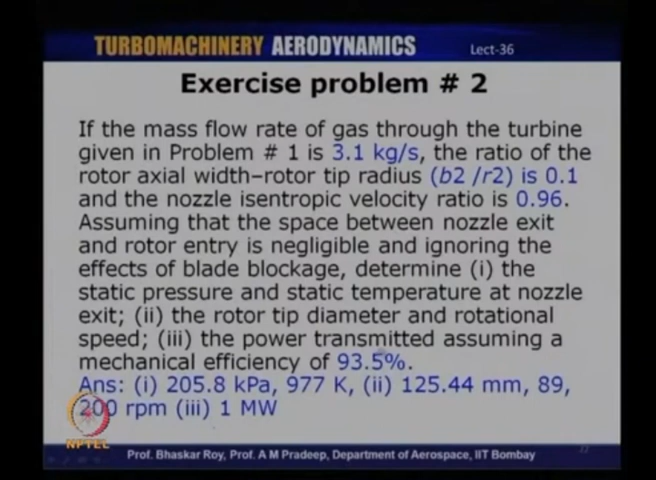 TURBOMACHINERY AERODYNAMICS Lect-36
Exercise problem # 2
If the mass flow rate of gas through the turbine
given in Problem # 1 is 3.1 kg/s, the ratio of the
rotor axial width–rotor tip radius (b2 /r2) is 0.1
and the nozzle isentropic velocity ratio is 0.96.
Assuming that the space between nozzle exit
and rotor entry is negligible and ignoring the
effects of blade blockage, determine (i) the
static pressure and static temperature at nozzle
exit; (ii) the rotor tip diameter and rotational
speed; (iii) the power transmitted assuming a
mechanical efficiency of 93.5%.
Ans: (i) 205.8 kPa, 977 K, (ii) 125.44 mm, 89,
200 rpm (iii) 1 MW
NPTEL
Prof. Bhaskar Roy, Prof. A M Pradeep, Department of Aerospace, IIT Bombay